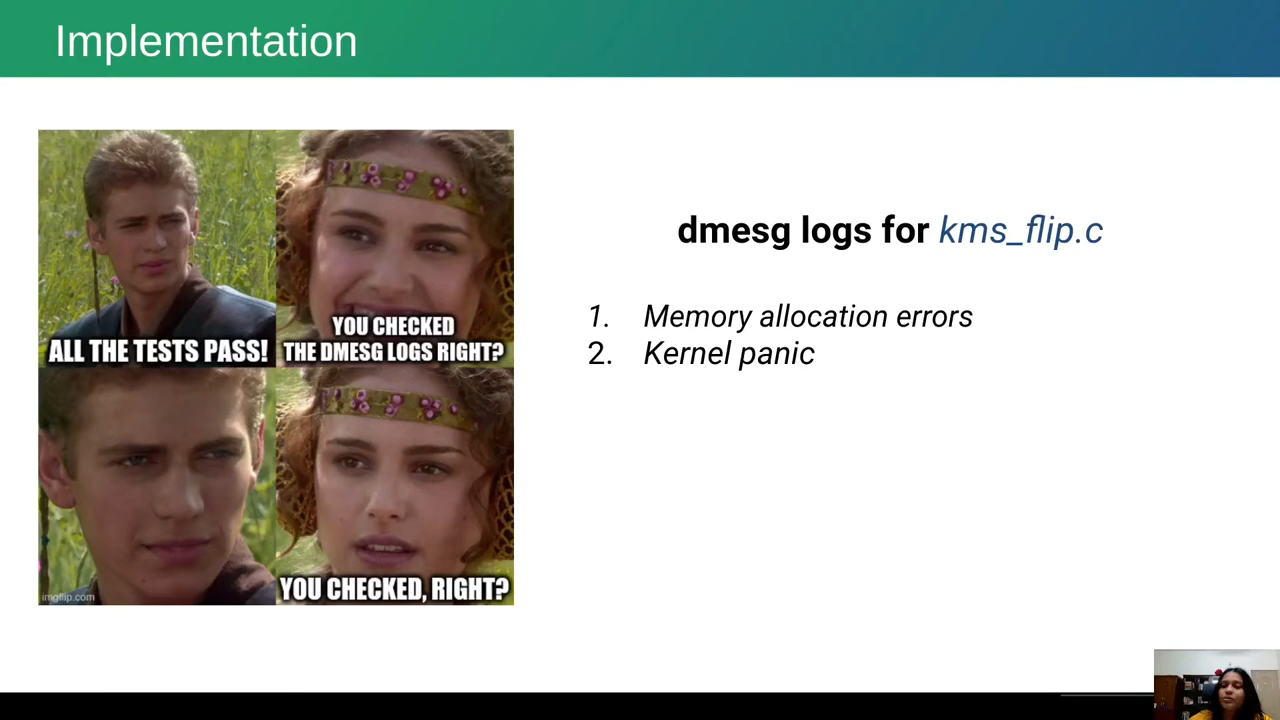 Implementation
ALL THE TESTS PASS!
YOU CHECKED
THE DMESG LOGS RIGHT?
YOU CHECKED, RIGHT?
imgflip.com
dmesg logs for kms_flip.c
1. Memory allocation errors
2. Kernel panic